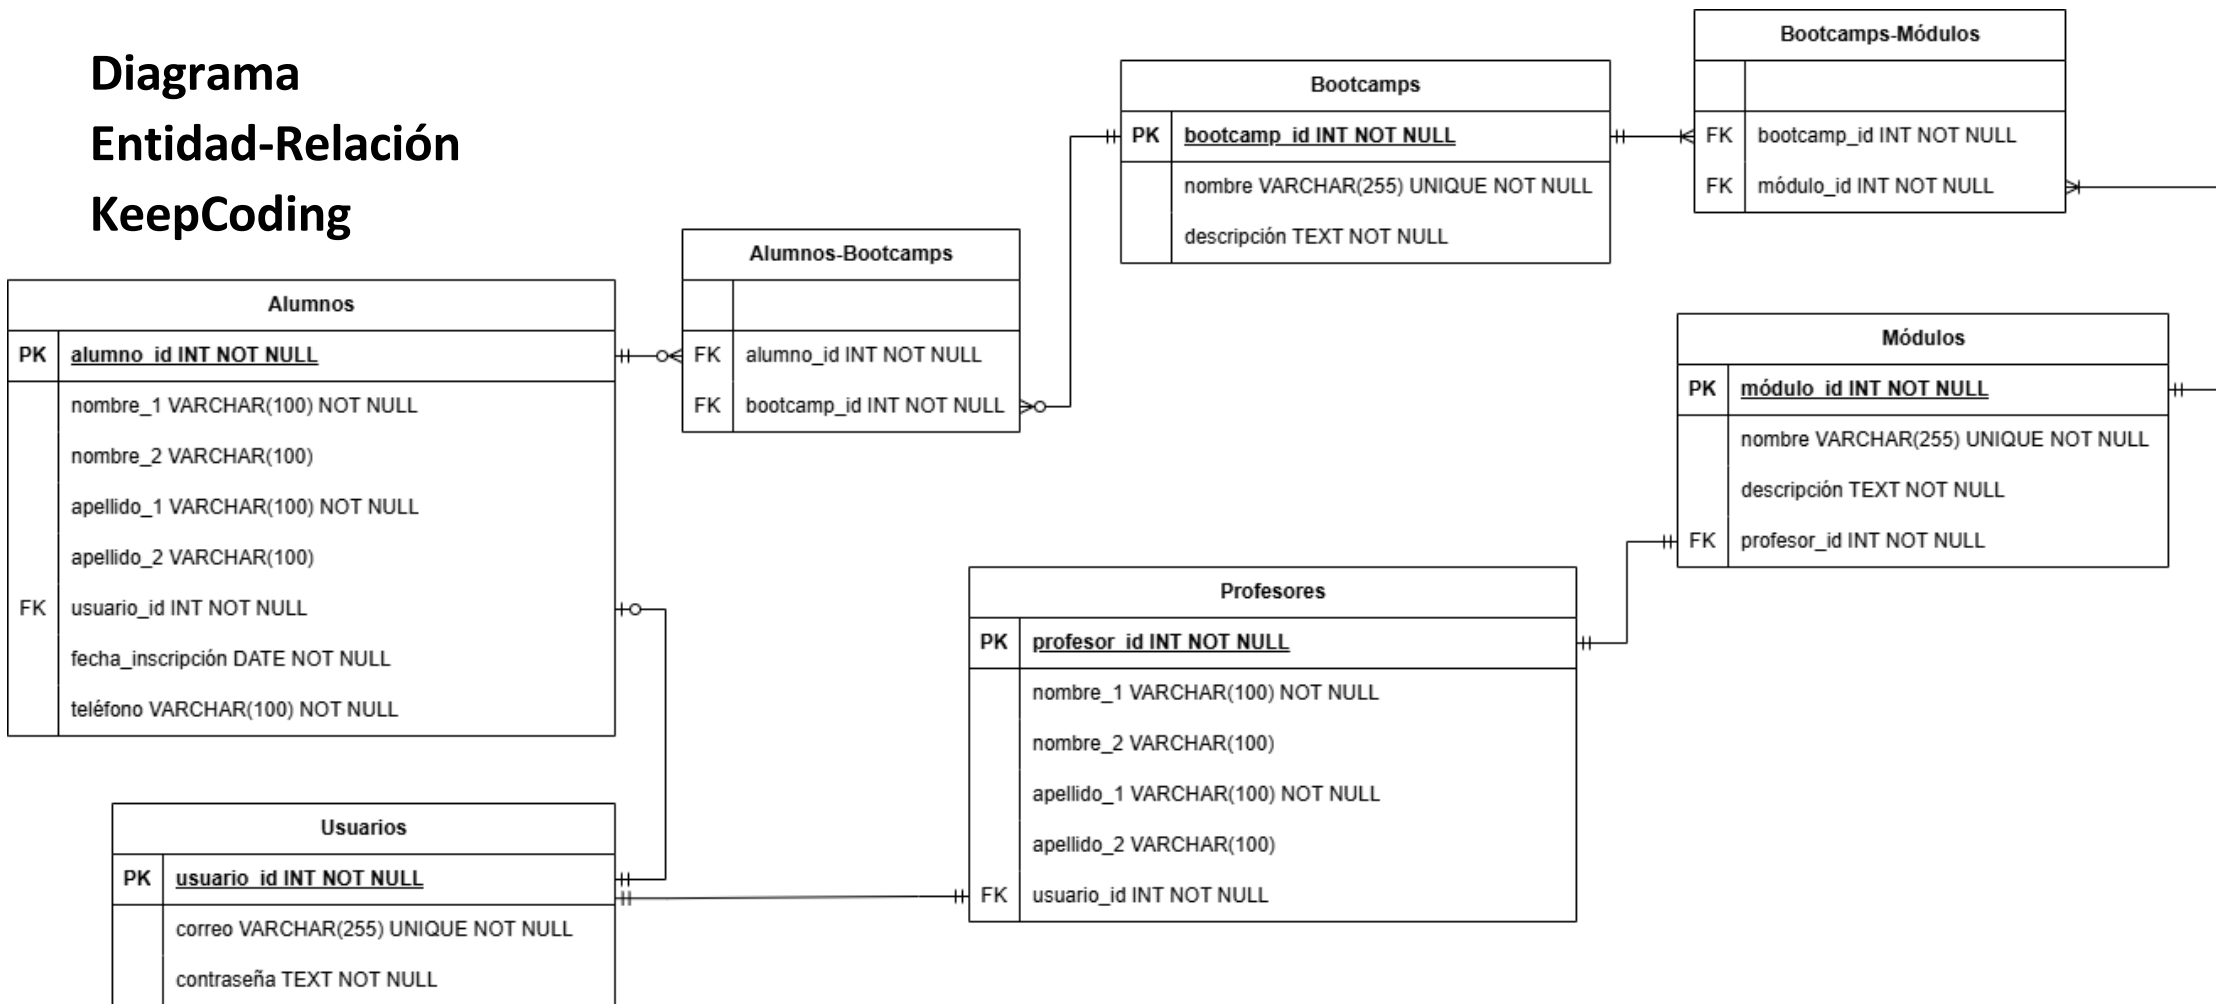 Diagrama
Entidad-Relación
KeepCoding
Bootcamps-Módulos
FK bootcamp_id INT NOT NULL
FK módulo_id INT NOT NULL
Bootcamps
PK bootcamp_id INT NOT NULL
nombre VARCHAR(255) UNIQUE NOT NULL
descripción TEXT NOT NULL
Alumnos-Bootcamps
FK alumno_id INT NOT NULL
FK bootcamp_id INT NOT NULL
Alumnos
PK alumno_id INT NOT NULL
nombre_1 VARCHAR(100) NOT NULL
nombre_2 VARCHAR(100)
apellido_1 VARCHAR(100) NOT NULL
apellido_2 VARCHAR(100)
FK usuario_id INT NOT NULL
fecha_inscripción DATE NOT NULL
teléfono VARCHAR(100) NOT NULL
Módulos
PK módulo_id INT NOT NULL
nombre VARCHAR(255) UNIQUE NOT NULL
descripción TEXT NOT NULL
FK profesor_id INT NOT NULL
Profesores
PK profesor_id INT NOT NULL
nombre_1 VARCHAR(100) NOT NULL
nombre_2 VARCHAR(100)
apellido_1 VARCHAR(100) NOT NULL
apellido_2 VARCHAR(100)
FK usuario_id INT NOT NULL
Usuarios
PK usuario_id INT NOT NULL
correo VARCHAR(255) UNIQUE NOT NULL
contraseña TEXT NOT NULL